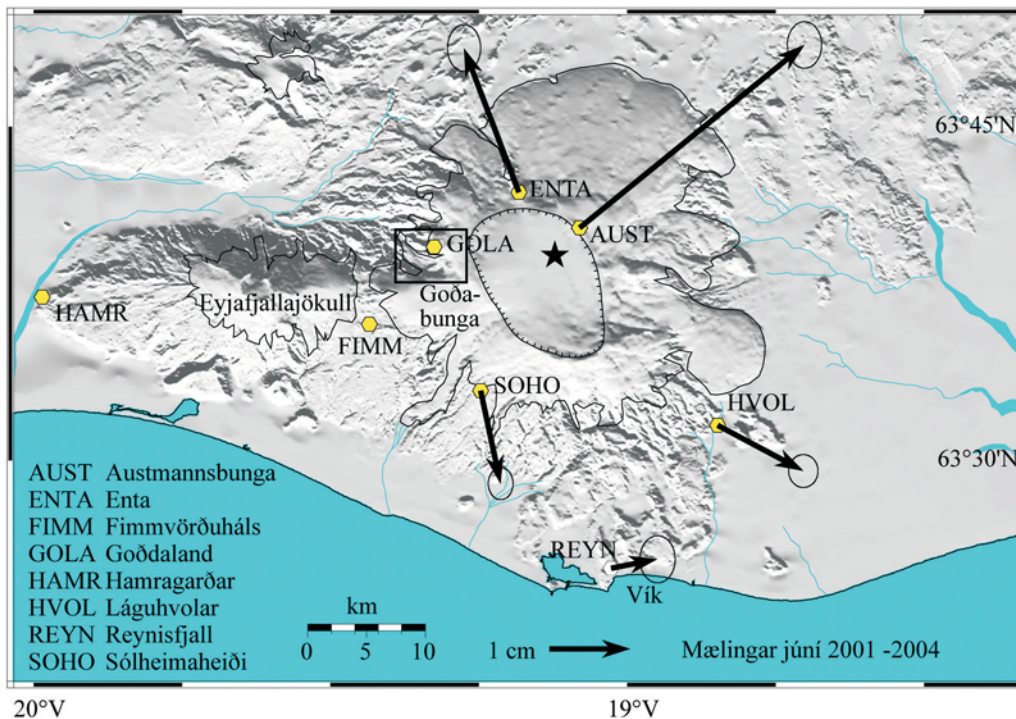 63°45'N
ENTA
AUST
GOLA
Goða-
bunga
Eyjafjallajökull
HAMR
FIMM
SOHO
HVOL
63°30'N
AUST Austmannsbunga
ENTA Enta
FIMM Fimmvörðuháls
GOLA Goðdaland
HAMR Hamragarðar
HVOL Láguhvolar
REYN Reynisfjall
SOHO Sólheimaheiði
REYN
Vík
km
0 5 10
1 cm
Mælingar júní 2001 -2004
20°V
19°V